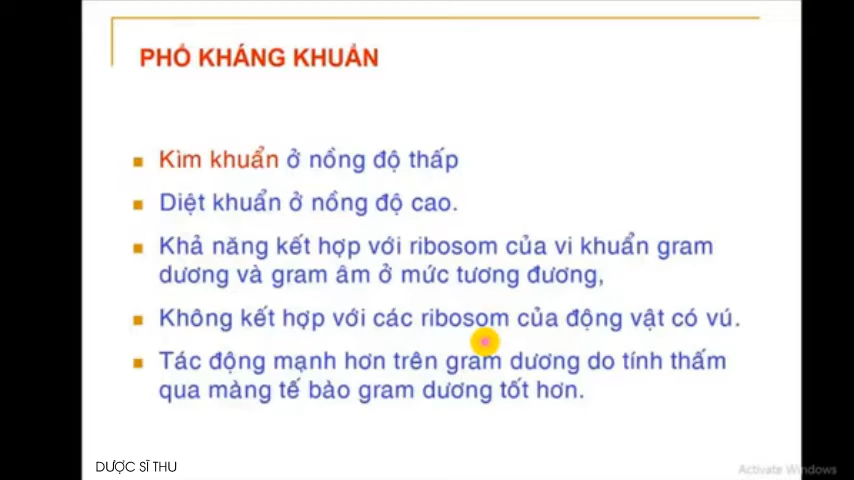 PHỔ KHÁNG KHUẨN
Kìm khuẩn ở nồng độ thấp
Diệt khuẩn ở nồng độ cao.
Khả năng kết hợp với ribosom của vi khuẩn gram
dương và gram âm ở mức tương đương,
Không kết hợp với các ribosom của động vật có vú.
Tác động mạnh hơn trên gram dương do tính thấm
qua màng tế bào gram dương tốt hơn.
DƯỢC SĨ THU
Activate Windows